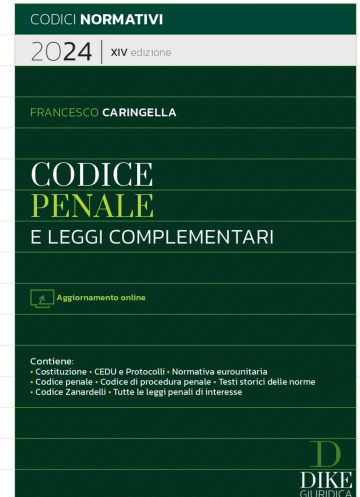 CODICI NORMATIVI
2024 | XIV edizione
FRANCESCO CARINGELLA
CODICE
PENALE
E LEGGI COMPLEMENTARI
Aggiornamento online
Contiene:
• Costituzione • CEDU e Protocolli • Normativa eurounitaria
• Codice penale • Codice di procedura penale • Testi storici delle norme
• Codice Zanardelli • Tutte le leggi penali di interesse
D
DIKE
GIURIDICA